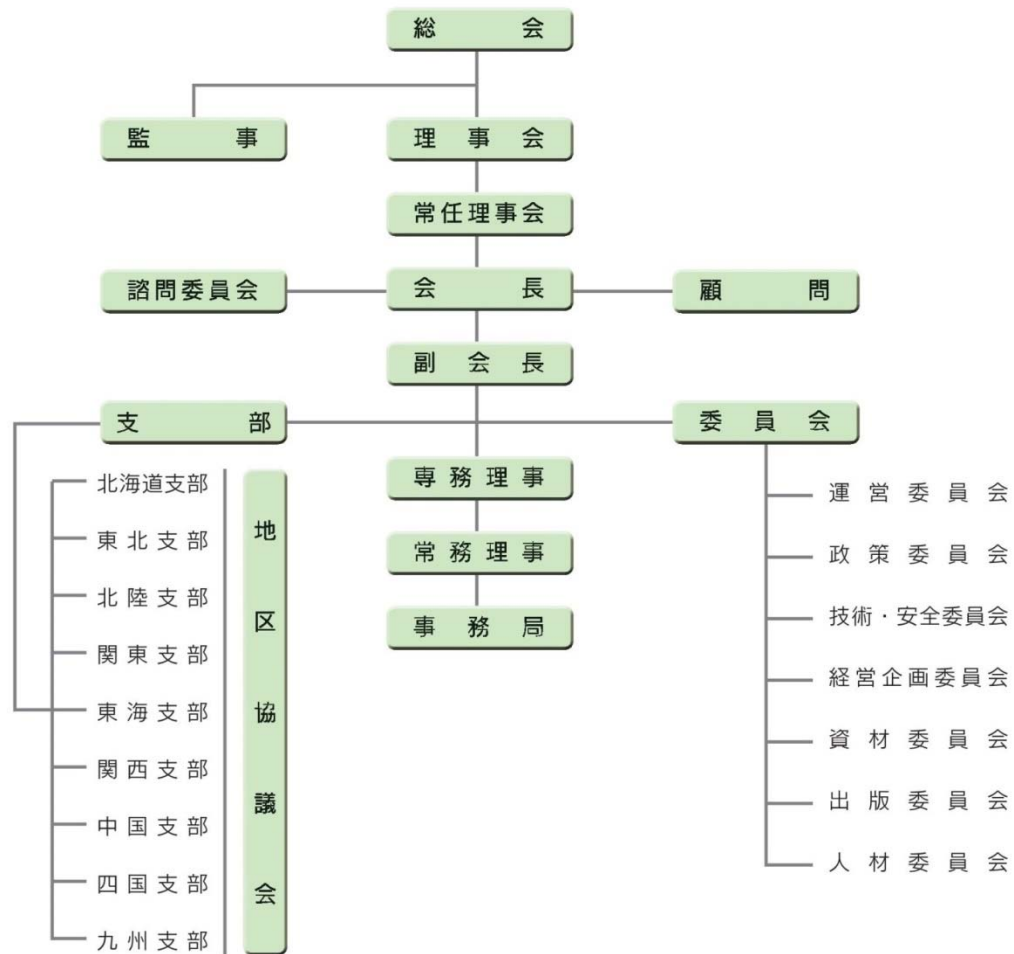 総会
監事
理事会
常任理事会
諮問委員会
会長
顧問
副会長
支部
委員会
北海道支部
東北支部
北陸支部
関東支部
東海支部
関西支部
中国支部
四国支部
九州支部
地区協議会
専務理事
常務理事
事務局
運営委員会
政策委員会
技術・安全委員会
経営企画委員会
資材委員会
出版委員会
人材委員会